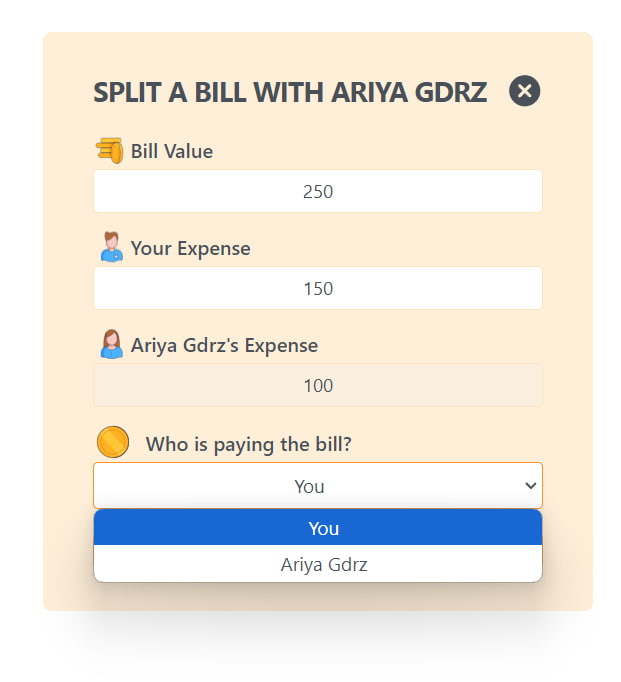 SPLIT A BILL WITH ARIYA GDRZ
Bill Value
250
Your Expense
150
Ariya Gdrz's Expense
100
Who is paying the bill?
You
You
Ariya Gdrz